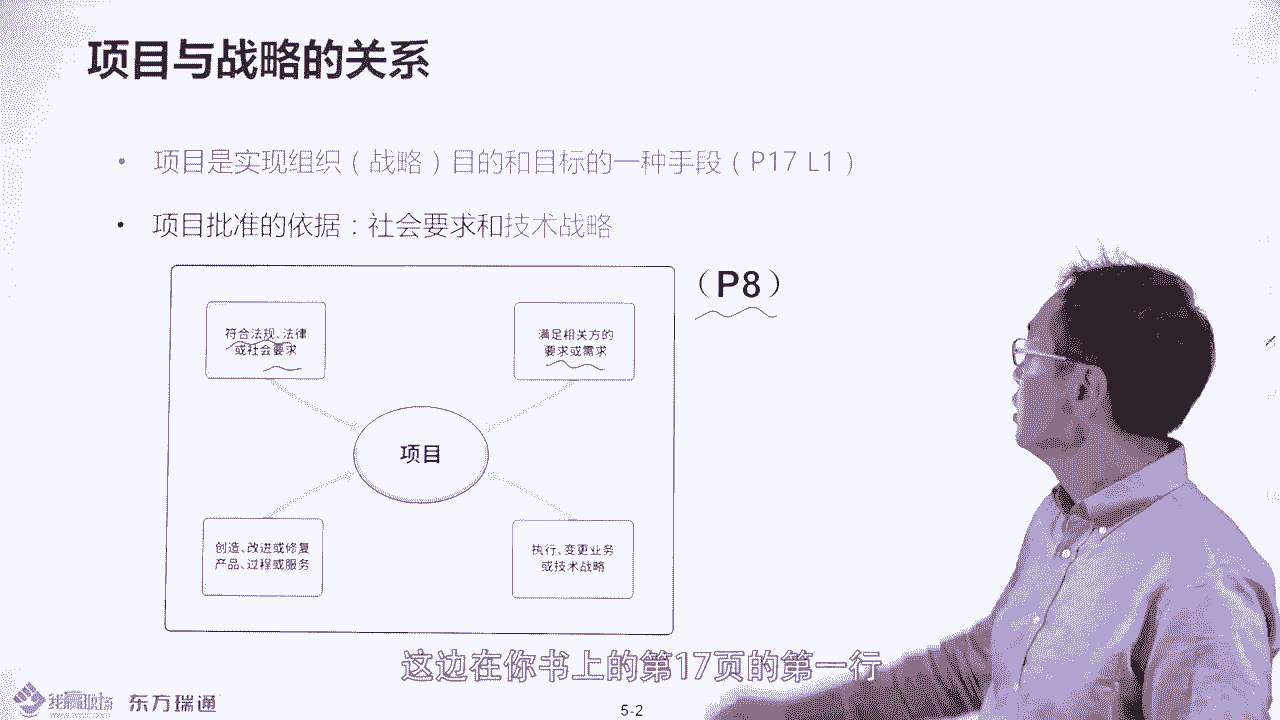 项目与战略的关系
• 项目是实现组织（战略）目的和目标的一种手段（P17 L1）
• 项目批准的依据：社会要求和技术战略
（P8）
符合法规、法律
或社会要求
满足相关方的
要求或需求
项目
创造、改进或修复
产品、过程或服务
执行、变更业务
或技术战略
这边在你书上的第17页的第一行
东方瑞通
5-2